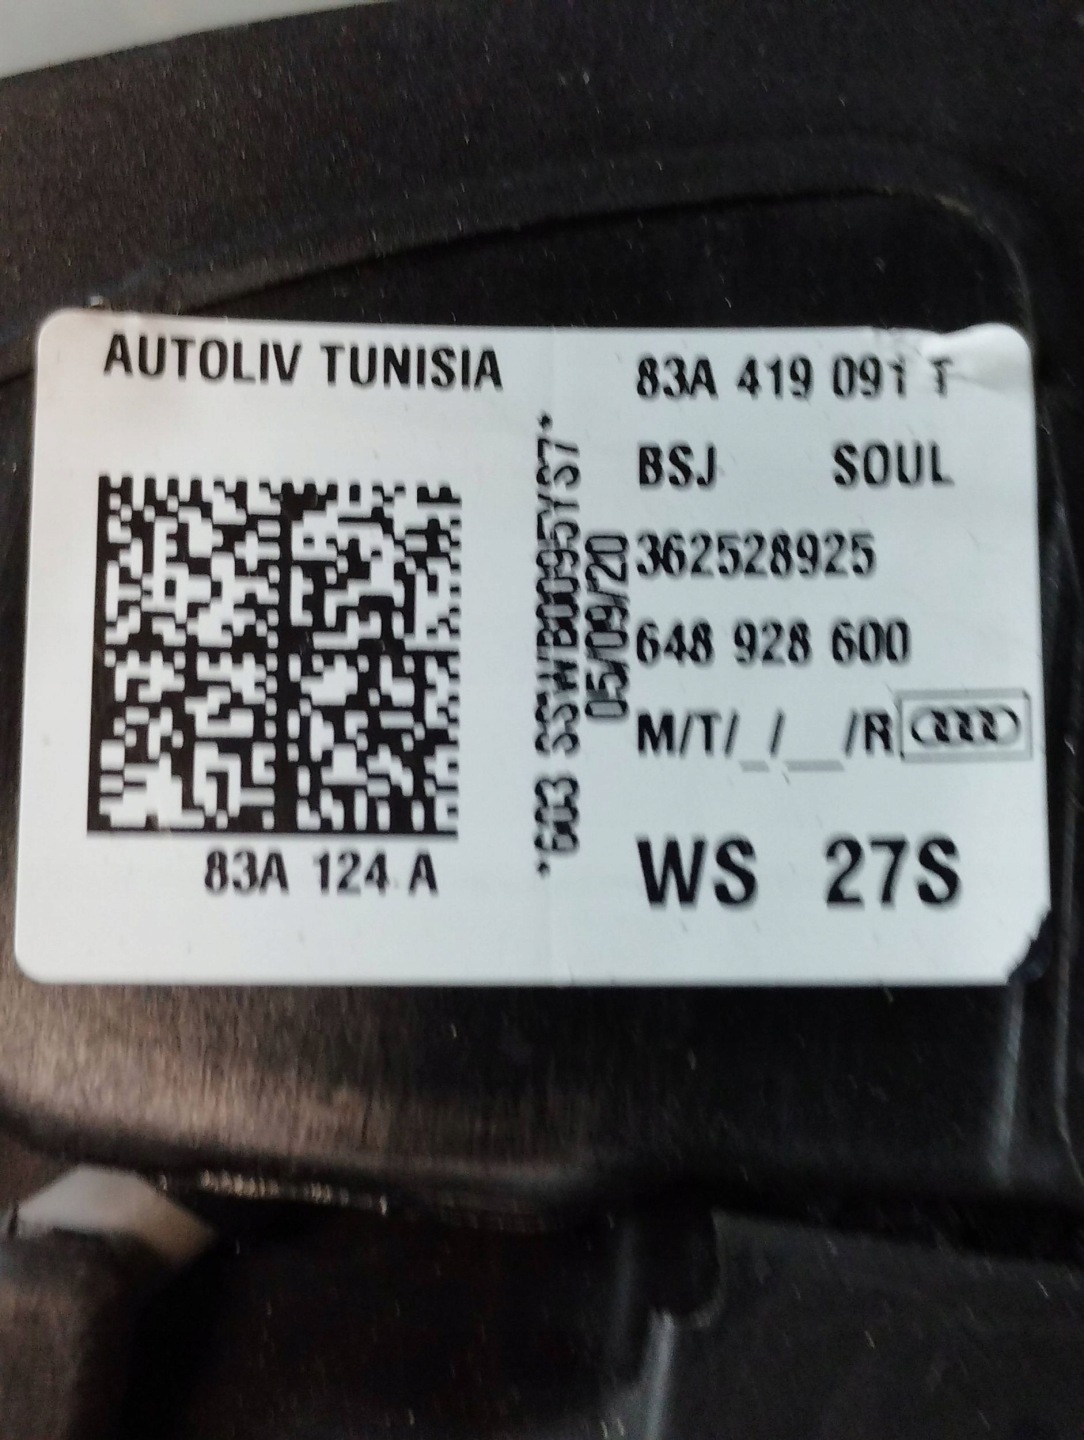 AUTOLIV TUNISIA
83A 124 A
*603 SSWB0095YS7*
05/09/20
83A 419 091 T
BSJ SOUL
362528925
648 928 600
M/T/_/__/R
WS 27S